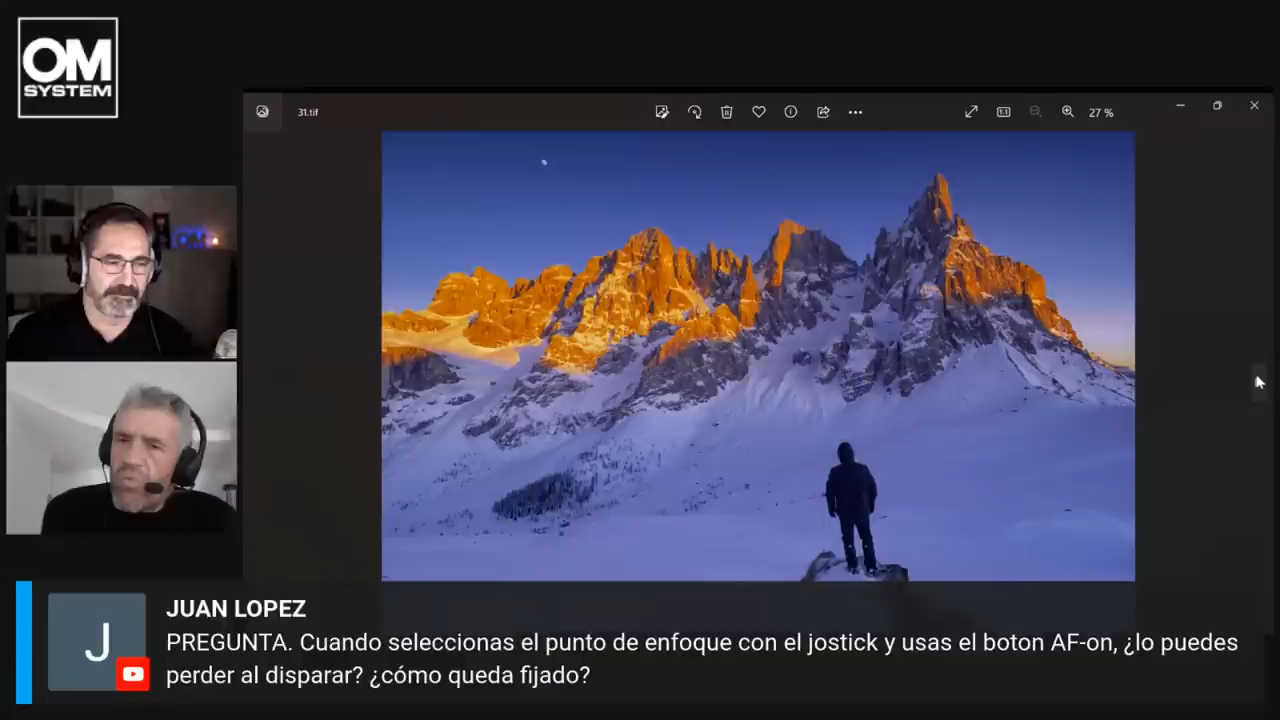 OM
SYSTEM
31.tif
27 %
J
JUAN LOPEZ
PREGUNTA. Cuando seleccionas el punto de enfoque con el jostick y usas el boton AF-on, ¿lo puedes
perder al disparar? ¿cómo queda fijado?